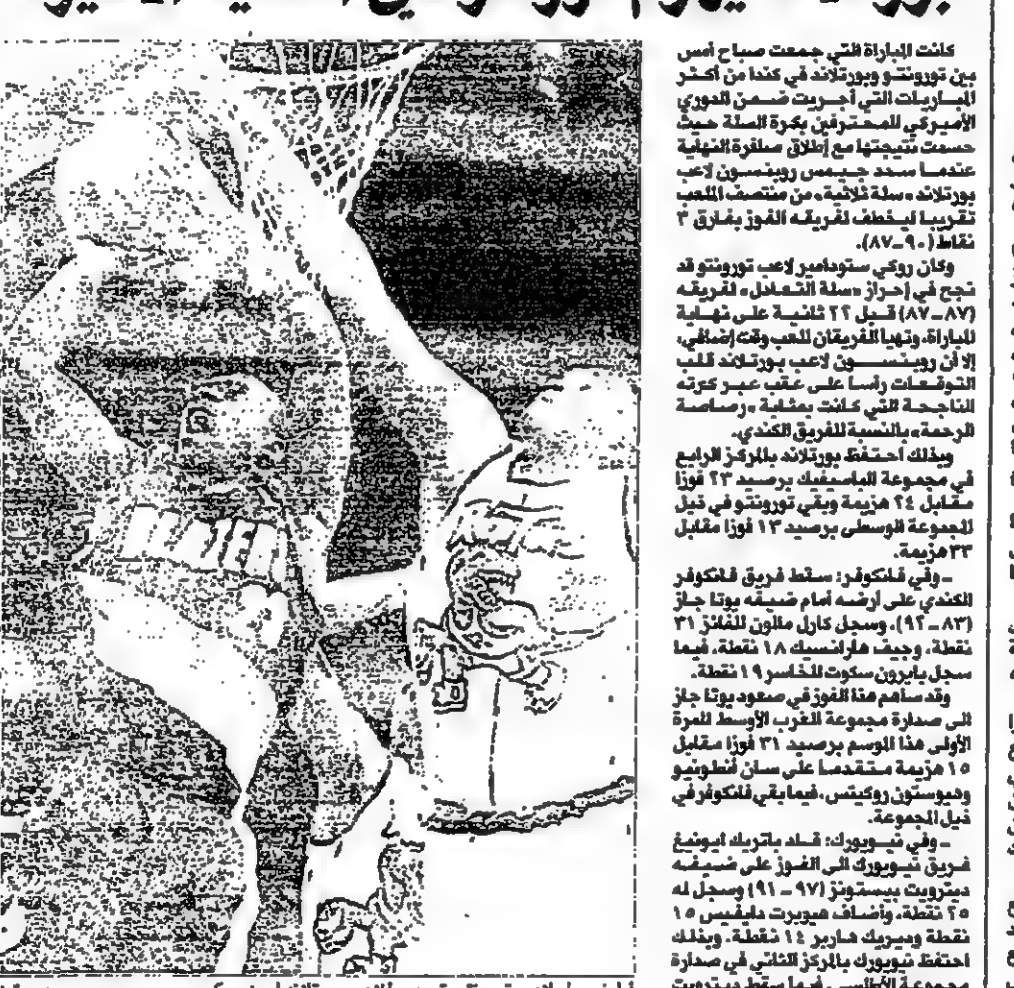 كانت المباراة التي جمعت صباح أمس
بين تورونتو وبورتلاند في كندا من أكثر
المباريات التي أجريت ضمن الدوري
الأميركي للمحترفين بكرة السلة حيث
حسمت نتيجتها مع إطلاق صفارة النهاية
عندما سدد جيمس روبنسون لاعب
بورتلاند «سلة ثلاثية» من منتصف الملعب
تقريبا ليخطف لفريقه الفوز بفارق ٣
نقاط (٩٠ـ٨٧).
وكان روكي ستودامير لاعب تورونتو قد
نجح في إحراز «سلة التعادل» لفريقه
(٨٧ـ٨٧) قبل ٢٢ ثانية على نهاية
المباراة، وتهيأ الفريقان للعب وقت إضافي،
إلا أن روبنسون لاعب بورتلاند قلب
التوقعات رأسا على عقب عبر كرته
الناجحة التي كانت بمثابة «رصاصة
الرحمة» بالنسبة للفريق الكندي.
وبذلك احتفظ بورتلاند بالمركز الرابع
في مجموعة الباسيفيك برصيد ٢٣ فوزا
مقابل ٢٤ هزيمة وبقي تورونتو في ذيل
المجموعة الوسطى برصيد ١٣ فوزا مقابل
٣٣ هزيمة.
ـ وفي فانكوفر: سقط فريق فانكوفر
الكندي على أرضه أمام ضيفه يوتا جاز
(٨٣ ـ ٩٢). وسجل كارل مالون للفائز ٣١
نقطة، وجيف هارانسيك ١٨ نقطة، فيما
سجل بايرون سكوت للخاسر ١٩ نقطة.
وقد ساهم هذا الفوز في صعود يوتا جاز
الى صدارة مجموعة الغرب الأوسط للمرة
الأولى هذا الموسم برصيد ٣١ فوزا مقابل
١٥ هزيمة متقدما على سان أنطونيو
وهيوستون روكيتس، فيما بقي فانكوفر في
ذيل المجموعة.
ـ وفي نيويورك: قاد باتريك ايونيغ
فريق نيويورك الى الفوز على ضيفه
ديترويت بيستونز (٩٧ ـ ٩١) وسجل له
٢٥ نقطة، وأضاف هيوبرت دايفيس ١٥
نقطة وديريك هاربر ١٤ نقطة. وبذلك
احتفظ نيويورك بالمركز الثاني في صدارة
مجموعة الأطلسي فيما سقط ديترويت